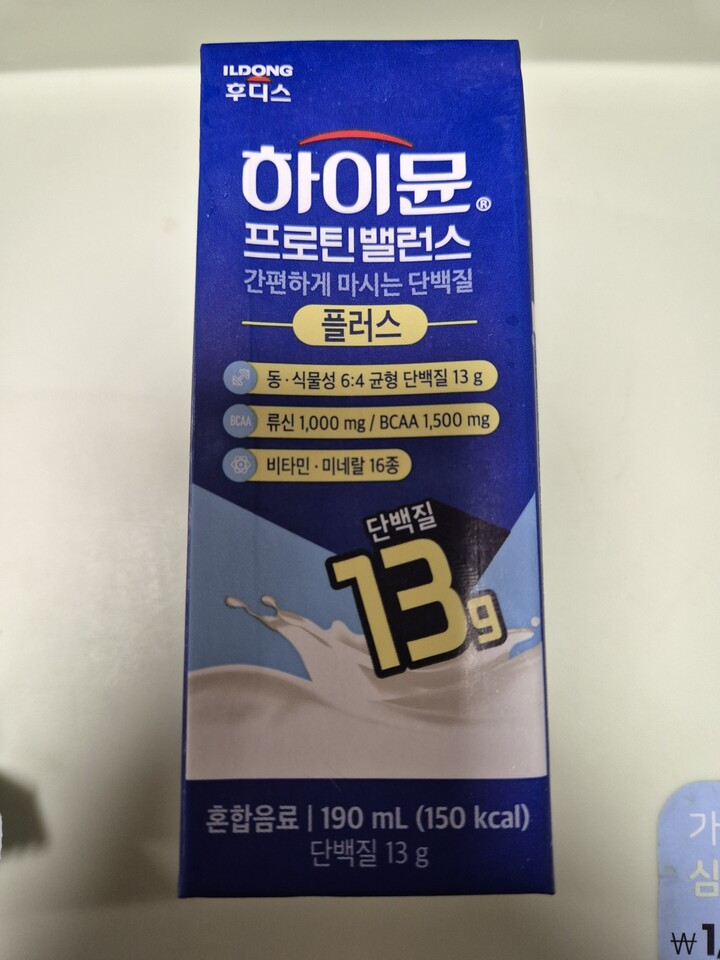 ILDONG
후디스
하이뮨®
프로틴밸런스
간편하게 마시는 단백질
플러스
동·식물성 6:4 균형 단백질 13 g
BCAA 류신 1,000 mg / BCAA 1,500 mg
비타민·미네랄 16종
단백질
13g
혼합음료 | 190 mL (150 kcal)
단백질 13 g
가
심
₩1,